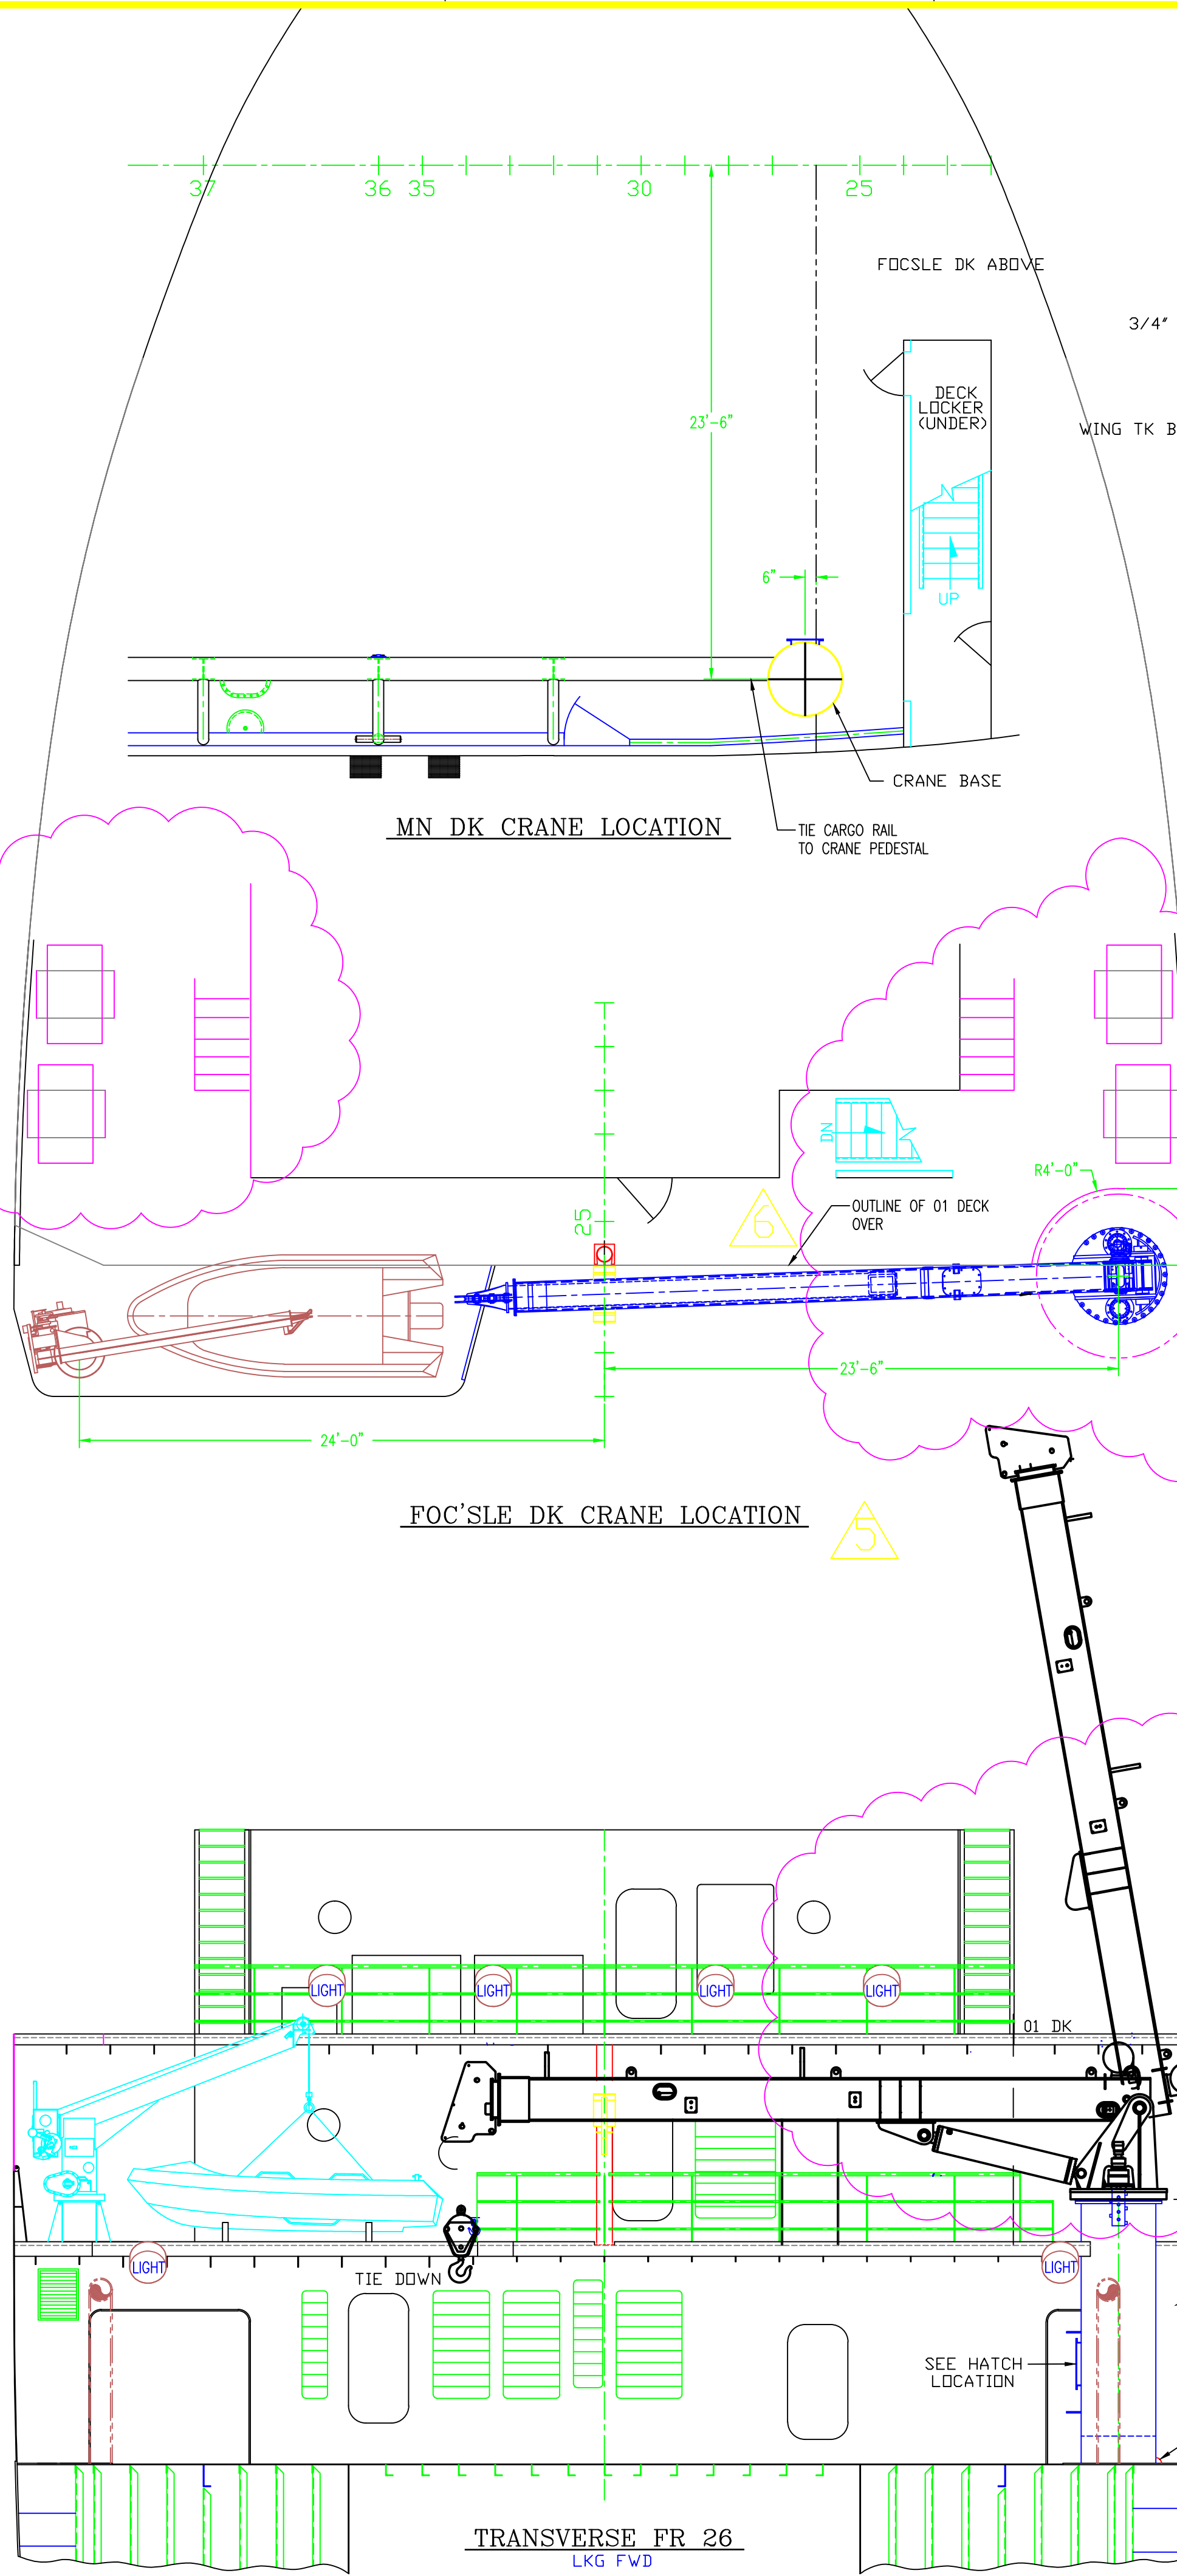 37
36
35
30
25
FOCSLE DK ABOVE
3/4"
DECK
LOCKER
(UNDER)
23'-6"
WING TK B
6"
UP
CRANE BASE
MN DK CRANE LOCATION
TIE CARGO RAIL
TO CRANE PEDESTAL
DN
R4'-0"
25
6
OUTLINE OF 01 DECK
OVER
23'-6"
24'-0"
FOC'SLE DK CRANE LOCATION
5
LIGHT
LIGHT
LIGHT
LIGHT
01 DK
LIGHT
LIGHT
TIE DOWN
SEE HATCH
LOCATION
TRANSVERSE FR 26
LKG FWD